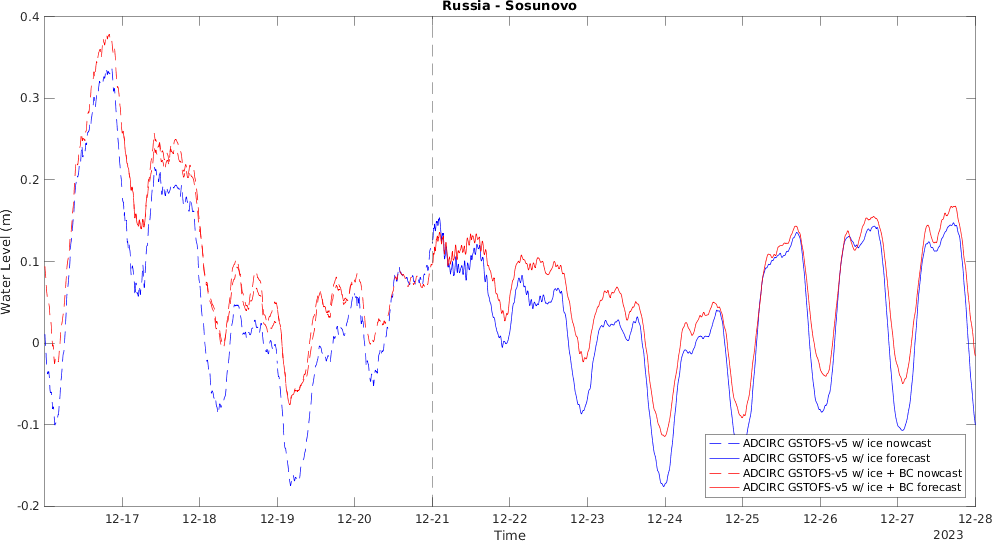 Russia - Sosunovo
0.4
0.3
0.2
0.1
0
-0.1
-0.2
Water Level (m)
ADCIRC GSTOFS-v5 w/ ice nowcast
ADCIRC GSTOFS-v5 w/ ice forecast
ADCIRC GSTOFS-v5 w/ ice + BC nowcast
ADCIRC GSTOFS-v5 w/ ice + BC forecast
12-17 12-18 12-19 12-20 12-21 12-22 12-23 12-24 12-25 12-26 12-27 12-28
Time
2023